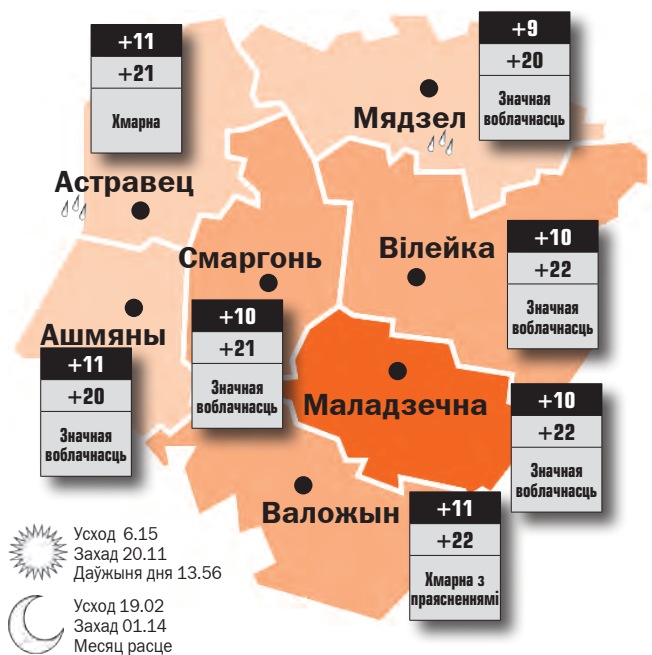 +11
+21
Хмарна
Астравец
+9
+20
Значная
воблачнасць
Мядзел
Смаргонь
+10
+21
Значная
воблачнасць
Вілейка
+10
+22
Значная
воблачнасць
Ашмяны
+11
+20
Значная
воблачнасць
Маладзечна
+10
+22
Значная
воблачнасць
Валожын
+11
+22
Хмарна з
праясненнямі
Усход 6.15
Захад 20.11
Даўжыня дня 13.56
Усход 19.02
Захад 01.14
Месяц расце